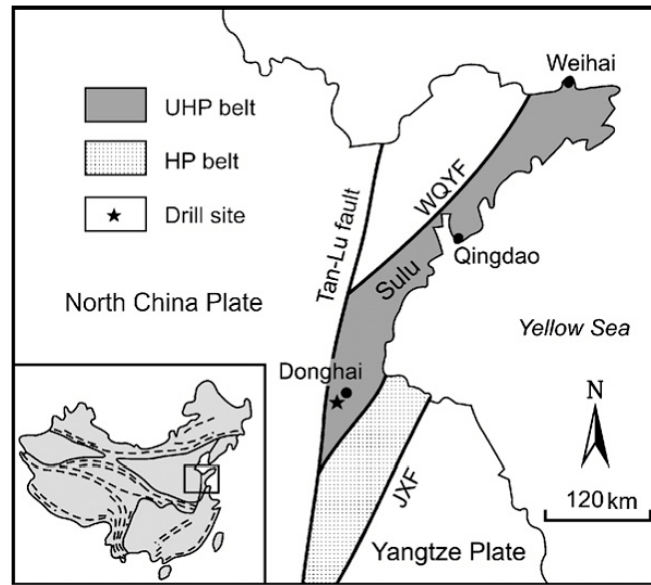 Weihai
UHP belt
HP belt
Drill site
Tan-Lu fault
WQYF
Qingdao
Sulu
North China Plate
Yellow Sea
Donghai
N
JXF
120 km
Yangtze Plate